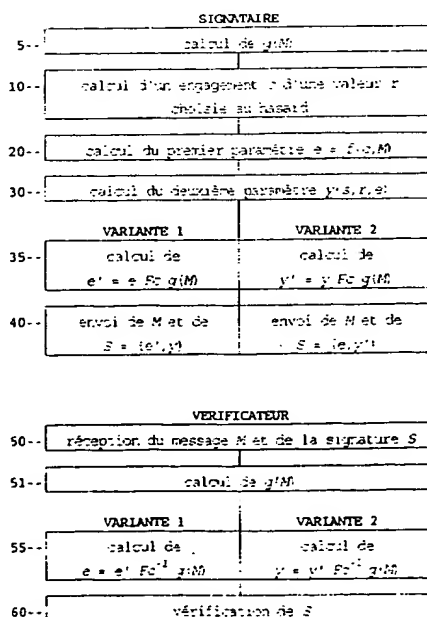 SIGNATAIRE
5-- calcul de g(M)
10-- calcul d'un engagement c d'une valeur r
choisie au hasard
20-- calcul du premier paramètre e = f(c,M)
30-- calcul du deuxième paramètre y(s,r,e)
VARIANTE 1 VARIANTE 2
35-- calcul de calcul de
e' = e Fc g(M) y' = y Fc g(M)
40-- envoi de M et de envoi de M et de
S = (e',y) S = (e,y')
VERIFICATEUR
50-- réception du message M et de la signature S
51-- calcul de g(M)
VARIANTE 1 VARIANTE 2
55-- calcul de calcul de
e = e' Fc⁻¹ g(M) y = y' Fc⁻¹ g(M)
60-- vérification de S